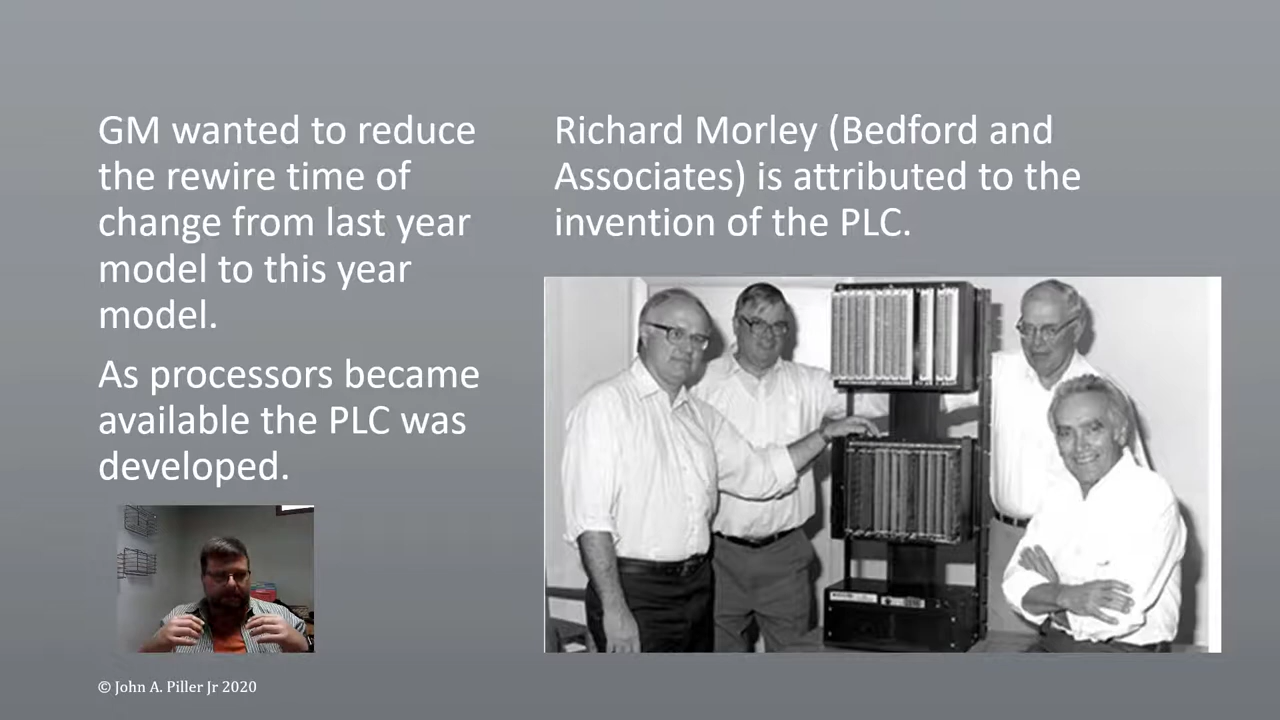 GM wanted to reduce
the rewire time of
change from last year
model to this year
model.
As processors became
available the PLC was
developed.
Richard Morley (Bedford and
Associates) is attributed to the
invention of the PLC.
© John A. Piller Jr 2020